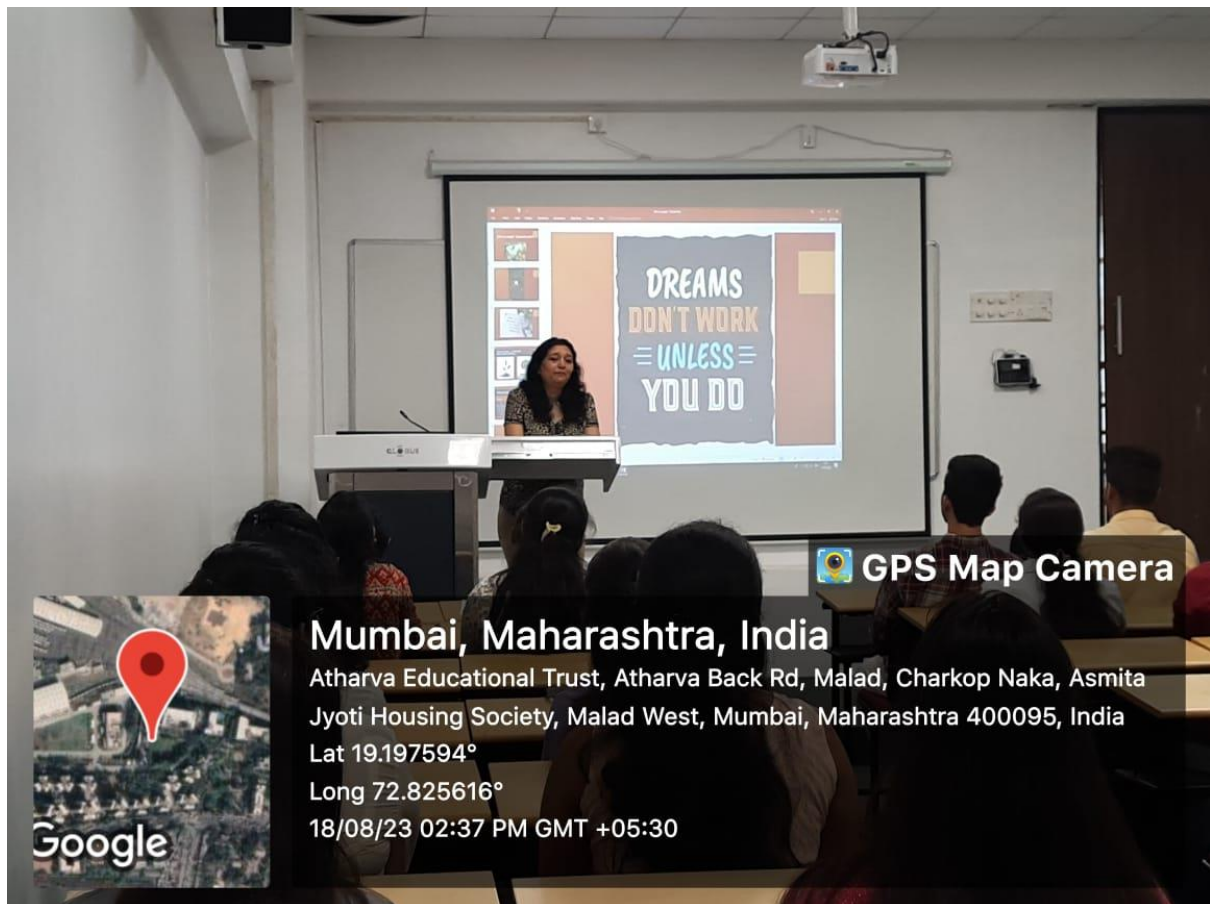 DREAMS
DON'T WORK
UNLESS
YOU DO
GLOBUS
GPS Map Camera
Mumbai, Maharashtra, India
Atharva Educational Trust, Atharva Back Rd, Malad, Charkop Naka, Asmita
Jyoti Housing Society, Malad West, Mumbai, Maharashtra 400095, India
Lat 19.197594°
Long 72.825616°
18/08/23 02:37 PM GMT +05:30
Google